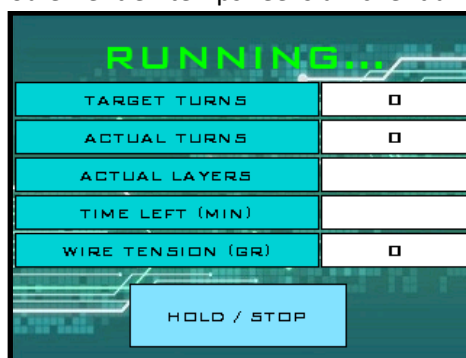 RUNNING...
TARGET TURNS 0
ACTUAL TURNS 0
ACTUAL LAYERS
TIME LEFT (MIN)
WIRE TENSION (GR) 0
HOLD / STOP